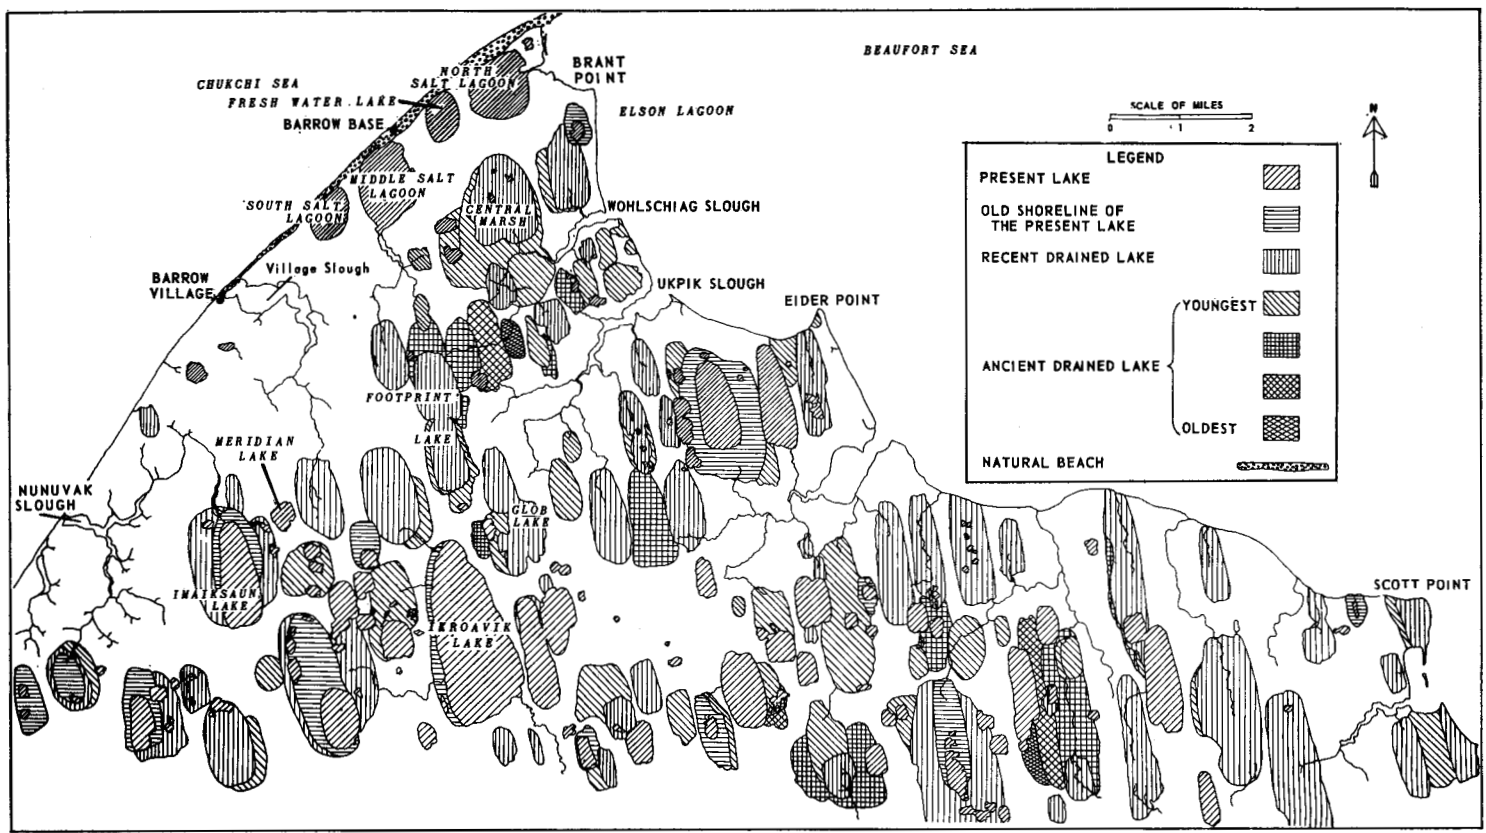 BEAUFORT SEA
BRANT
POINT
NORTH
SALT LAGOON
CHUKCHI SEA
FRESH WATER LAKE
BARROW BASE
ELSON LAGOON
MIDDLE SALT
LAGOON
SOUTH SALT
LAGOON
CENTRAL
MARSH
WOHLSCHIAG SLOUGH
Village Slough
BARROW
VILLAGE
UKPIK SLOUGH
EIDER POINT
FOOTPRINT
LAKE
MERIDIAN
LAKE
NUNUVAK
SLOUGH
GLOB
LAKE
IMAIKSAUN
LAKE
IKROAVIK
LAKE
SCOTT POINT
SCALE OF MILES
0 1 2
N
LEGEND
PRESENT LAKE
OLD SHORELINE OF
THE PRESENT LAKE
RECENT DRAINED LAKE
YOUNGEST
ANCIENT DRAINED LAKE
OLDEST
NATURAL BEACH